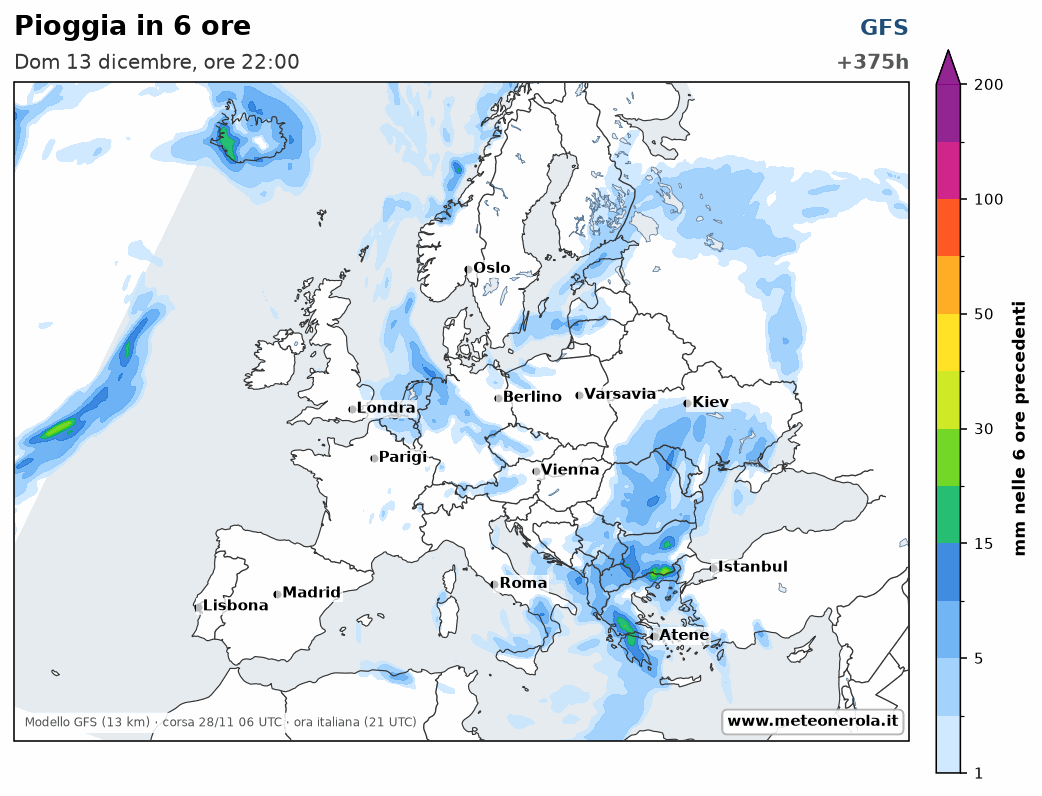 Pioggia in 6 ore
GFS
Dom 13 dicembre, ore 22:00
+375h
200
100
50
30
15
5
1
mm nelle 6 ore precedenti
Oslo
Berlino
Varsavia
Kiev
Londra
Parigi
Vienna
Istanbul
Roma
Madrid
Lisbona
Atene
Modello GFS (13 km) · corsa 28/11 06 UTC · ora italiana (21 UTC)
www.meteonerola.it